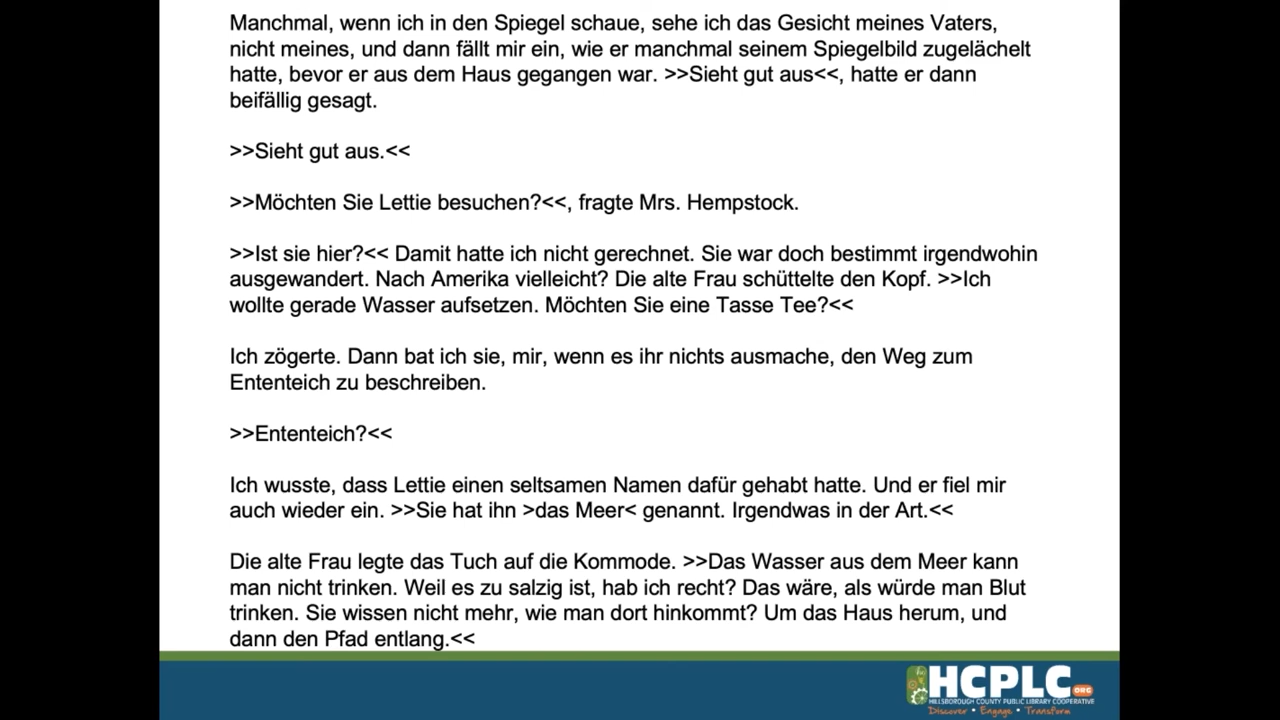 Manchmal, wenn ich in den Spiegel schaue, sehe ich das Gesicht meines Vaters,
nicht meines, und dann fällt mir ein, wie er manchmal seinem Spiegelbild zugelächelt
hatte, bevor er aus dem Haus gegangen war. >>Sieht gut aus<<, hatte er dann
beifällig gesagt.
>>Sieht gut aus.<<
>>Möchten Sie Lettie besuchen?<<, fragte Mrs. Hempstock.
>>Ist sie hier?<< Damit hatte ich nicht gerechnet. Sie war doch bestimmt irgendwohin
ausgewandert. Nach Amerika vielleicht? Die alte Frau schüttelte den Kopf. >>Ich
wollte gerade Wasser aufsetzen. Möchten Sie eine Tasse Tee?<<
Ich zögerte. Dann bat ich sie, mir, wenn es ihr nichts ausmache, den Weg zum
Ententeich zu beschreiben.
>>Ententeich?<<
Ich wusste, dass Lettie einen seltsamen Namen dafür gehabt hatte. Und er fiel mir
auch wieder ein. >>Sie hat ihn >das Meer< genannt. Irgendwas in der Art.<<
Die alte Frau legte das Tuch auf die Kommode. >>Das Wasser aus dem Meer kann
man nicht trinken. Weil es zu salzig ist, hab ich recht? Das wäre, als würde man Blut
trinken. Sie wissen nicht mehr, wie man dort hinkommt? Um das Haus herum, und
dann den Pfad entlang.<<
HCPLC.ORG
HILLSBOROUGH COUNTY PUBLIC LIBRARY COOPERATIVE
Discover • Engage • Transform